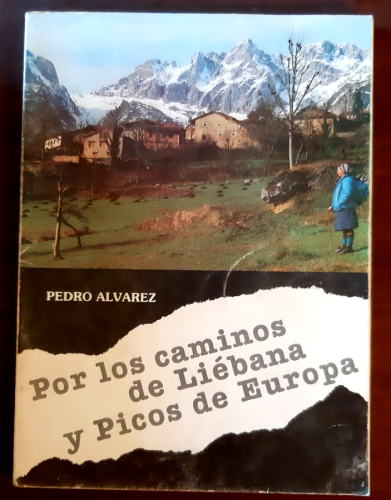 PEDRO ALVAREZ
Por los caminos
de Liébana
y Picos de Europa